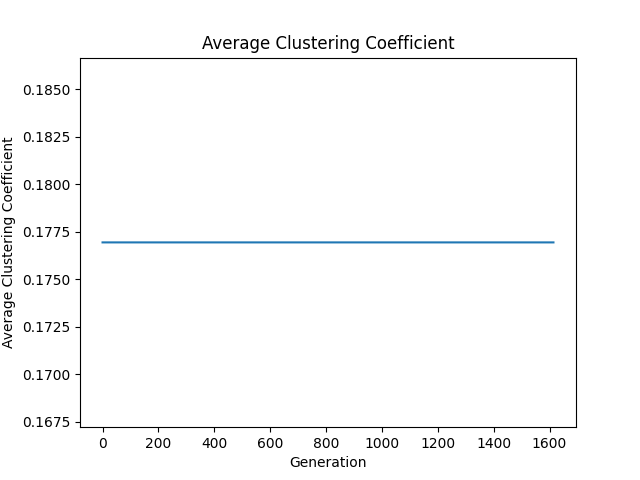 Average Clustering Coefficient
Average Clustering Coefficient
0.1850
0.1825
0.1800
0.1775
0.1750
0.1725
0.1700
0.1675
0 200 400 600 800 1000 1200 1400 1600
Generation